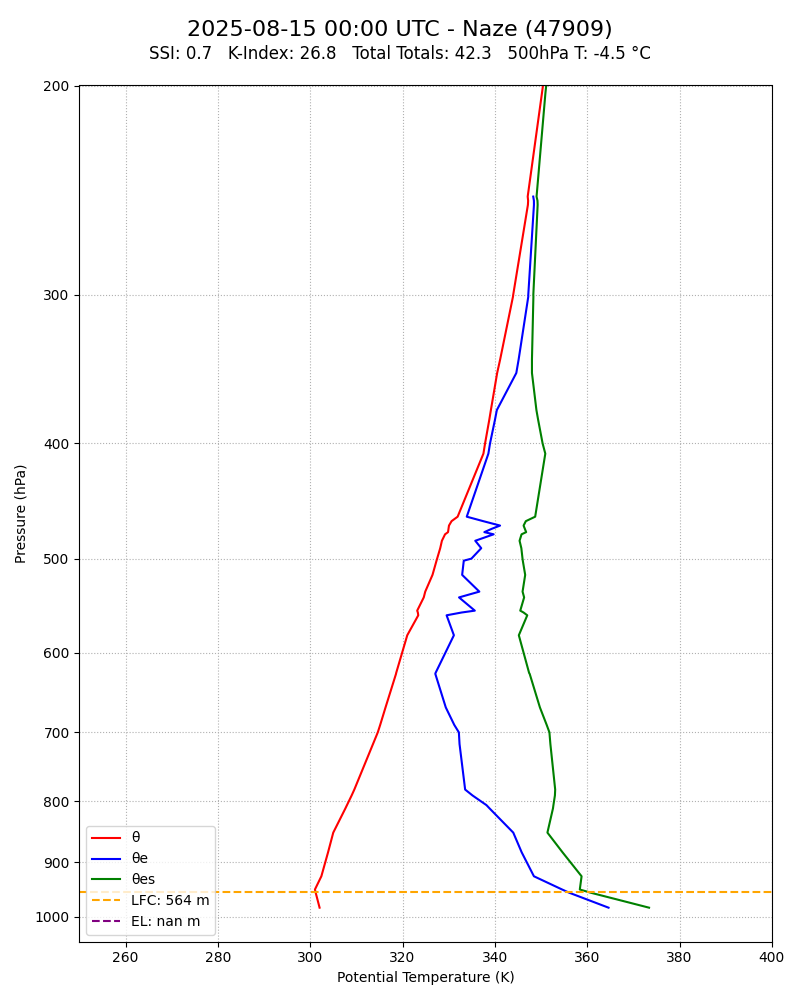 2025-08-15 00:00 UTC - Naze (47909)
SSI: 0.7   K-Index: 26.8   Total Totals: 42.3   500hPa T: -4.5 °C
200
300
400
500
600
700
800
900
1000
Pressure (hPa)
θ
θe
θes
LFC: 564 m
EL: nan m
260
280
300
320
340
360
380
400
Potential Temperature (K)